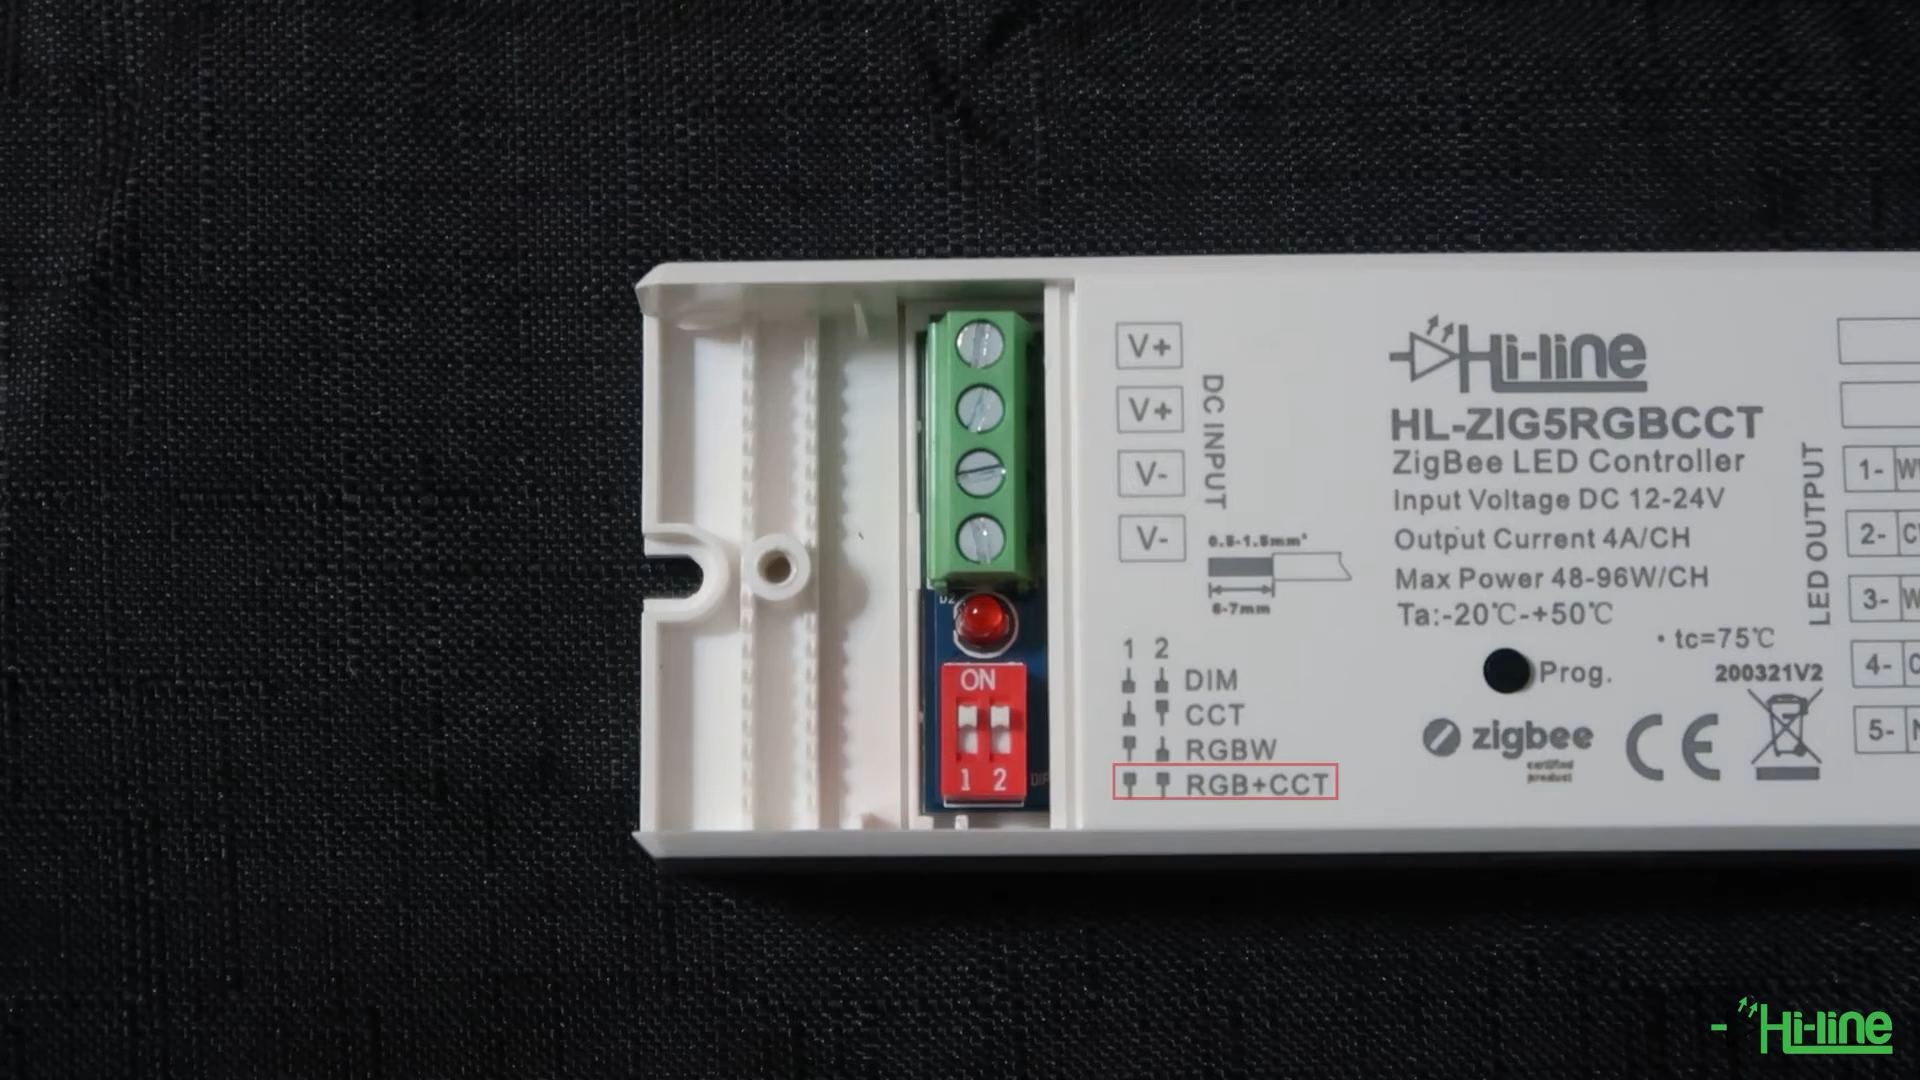 V+
V+
V-
V-
DC INPUT
0.5-1.5mm²
6-7mm
ON
1 2
1 2
DIM
CCT
RGBW
RGB+CCT
Hi-line
HL-ZIG5RGBCCT
ZigBee LED Controller
Input Voltage DC 12-24V
Output Current 4A/CH
Max Power 48-96W/CH
Ta:-20℃-+50℃
• tc=75℃
Prog.
200321V2
zigbee
certified
product
CE
LED OUTPUT
1-
2-
3-
4-
5-
Hi-line